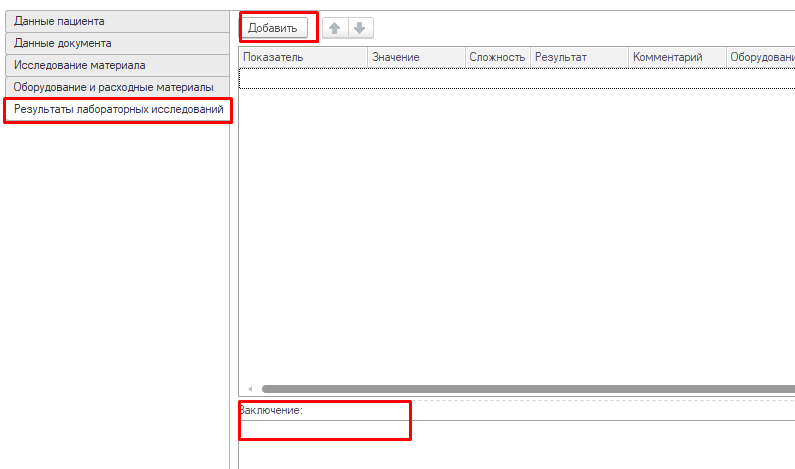 Данные пациента
Данные документа
Исследование материала
Оборудование и расходные материалы
Результаты лабораторных исследований
Добавить
Показатель Значение Сложность Результат Комментарий Оборудовани
Заключение: